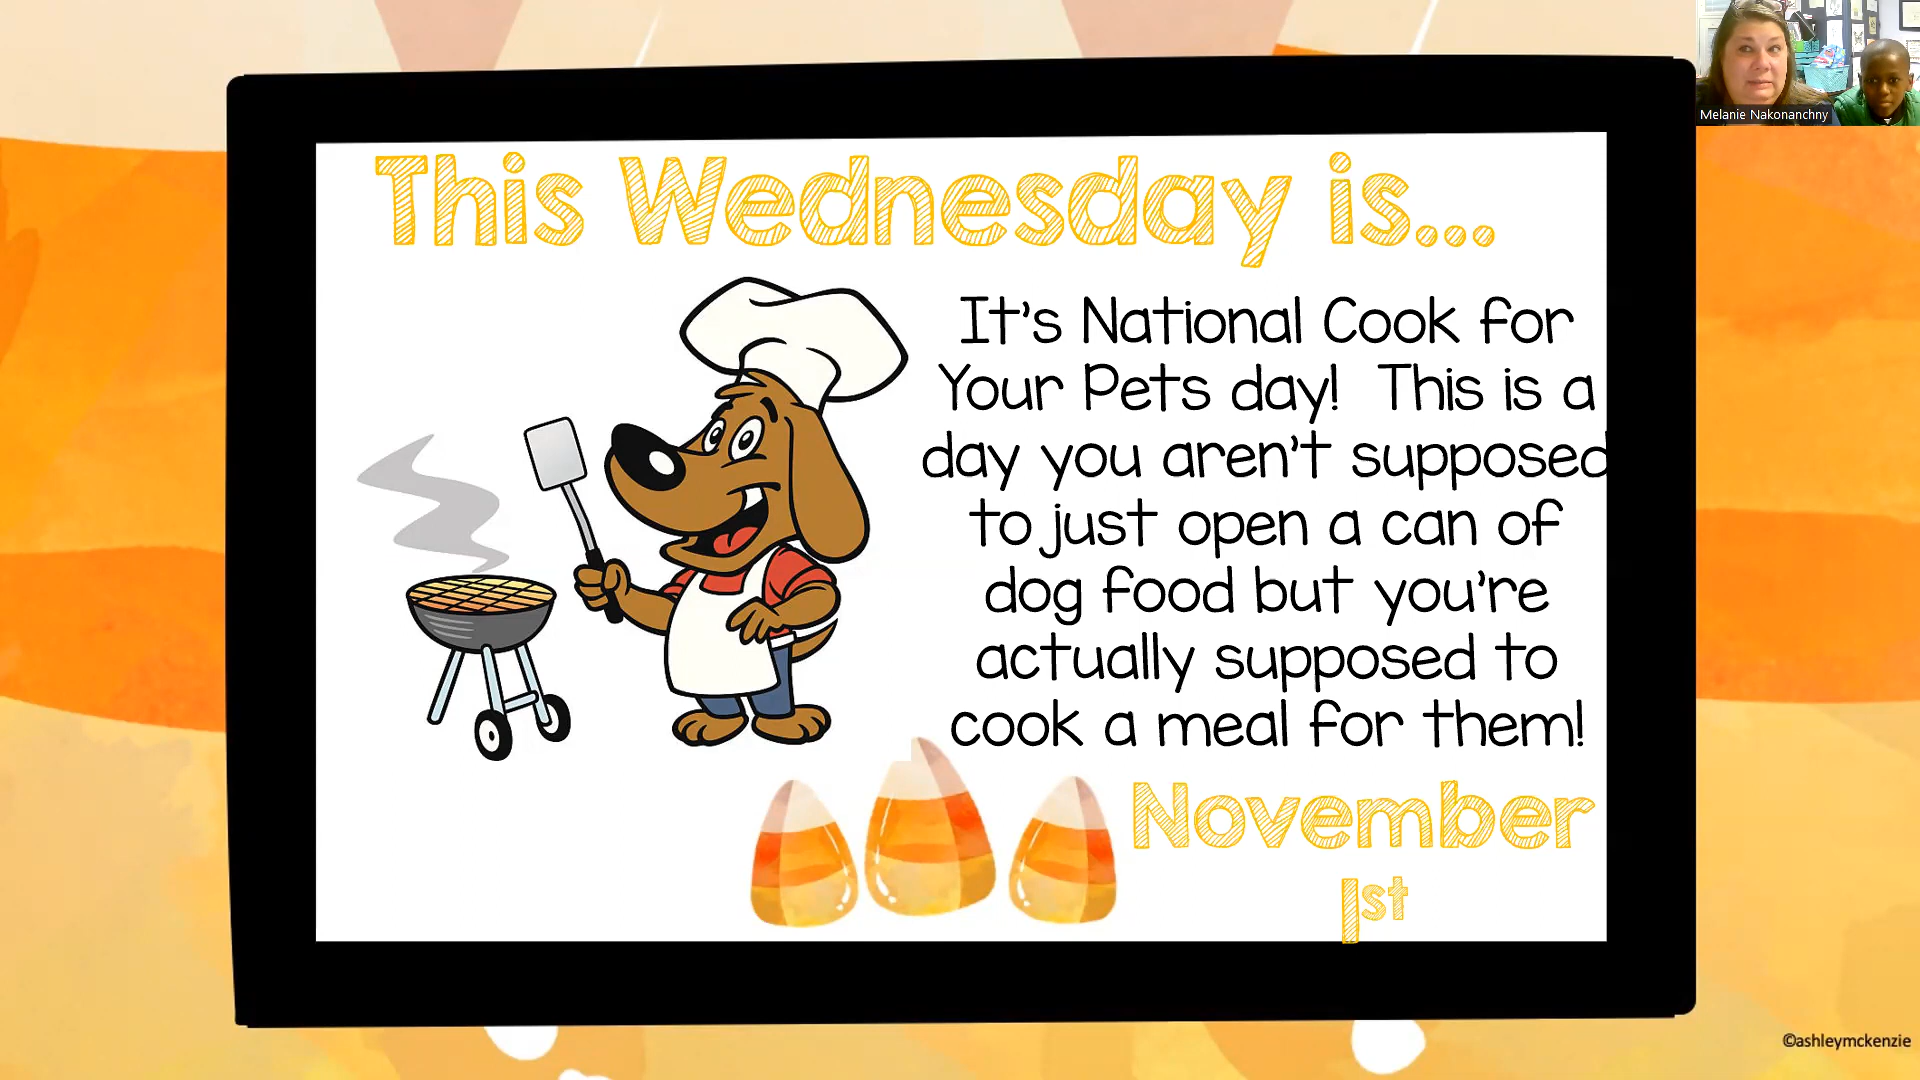 Melanie Nakonanchny
This Wednesday is...
It's National Cook for
Your Pets day! This is a
day you aren't supposed
to just open a can of
dog food but you're
actually supposed to
cook a meal for them!
November
1st
©ashleymckenzie